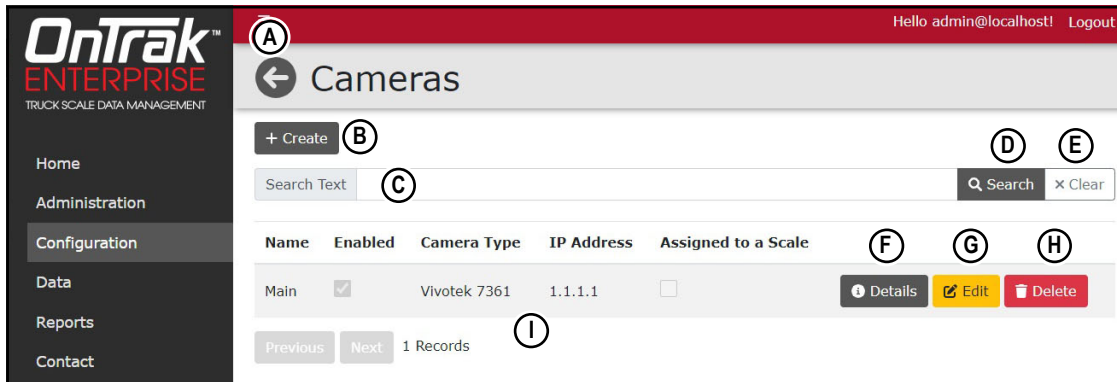 OnTrak™
ENTERPRISE
TRUCK SCALE DATA MANAGEMENT
Home
Administration
Configuration
Data
Reports
Contact
Hello admin@localhost! Logout
A
Cameras
+ Create B
Search Text C
D E
Search × Clear
Name Enabled Camera Type IP Address Assigned to a Scale
F G H
Main Vivotek 7361 1.1.1.1 Details Edit Delete
I
Previous Next 1 Records